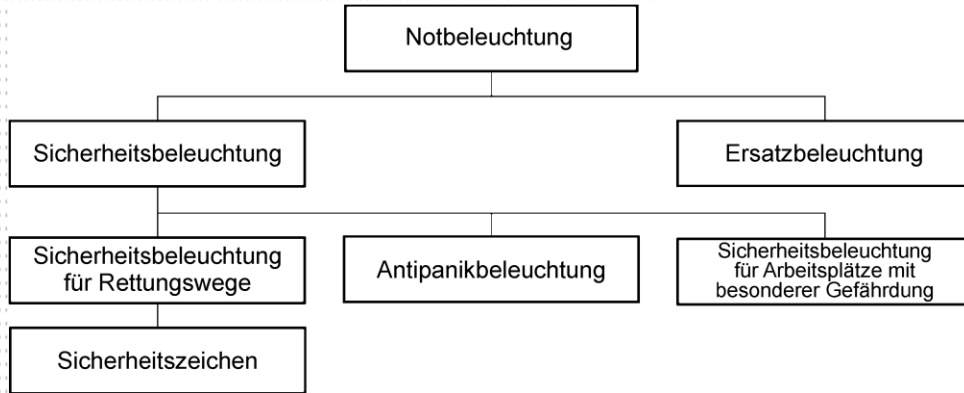 Notbeleuchtung
Sicherheitsbeleuchtung
Ersatzbeleuchtung
Sicherheitsbeleuchtung
für Rettungswege
Antipanikbeleuchtung
Sicherheitsbeleuchtung
für Arbeitsplätze mit
besonderer Gefährdung
Sicherheitszeichen